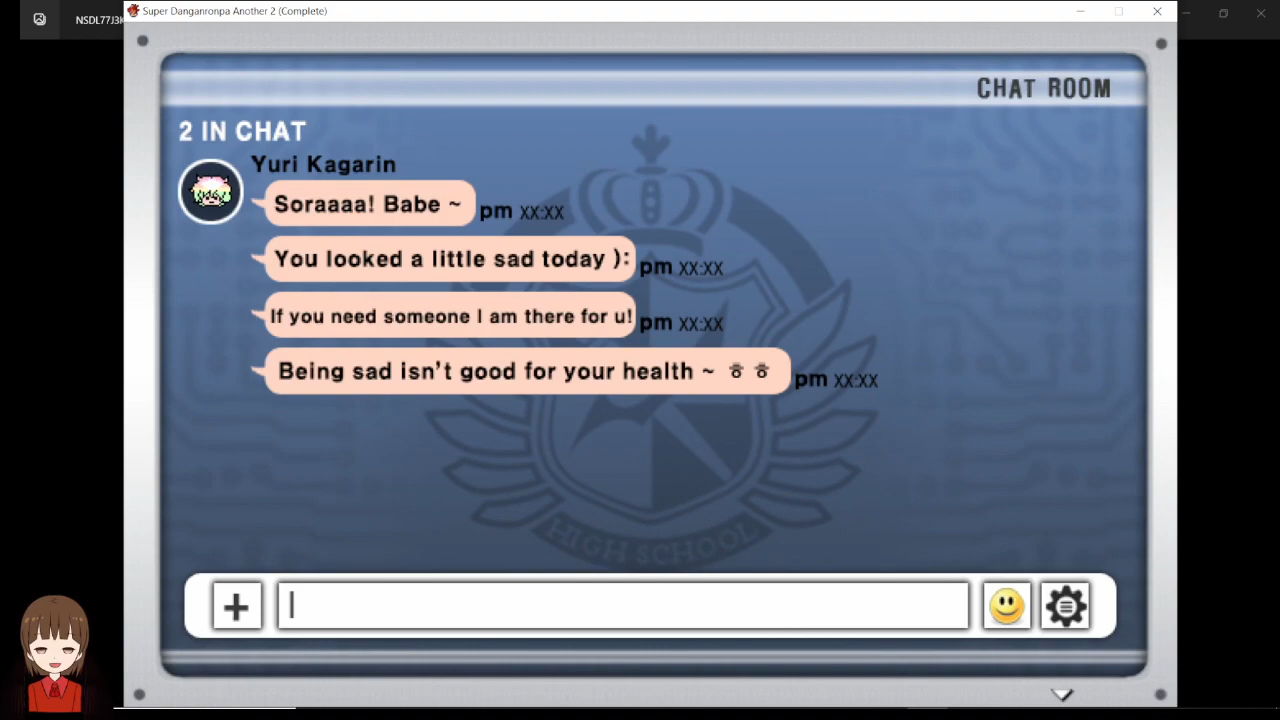 NSDL77J3K
Super Danganronpa Another 2 (Complete)
CHAT ROOM
2 IN CHAT
Yuri Kagarin
Soraaaa! Babe ~
pm XX:XX
You looked a little sad today ):
pm XX:XX
If you need someone I am there for u!
pm XX:XX
Being sad isn't good for your health ~ ㅎㅎ
pm XX:XX
HIGH SCHOOL